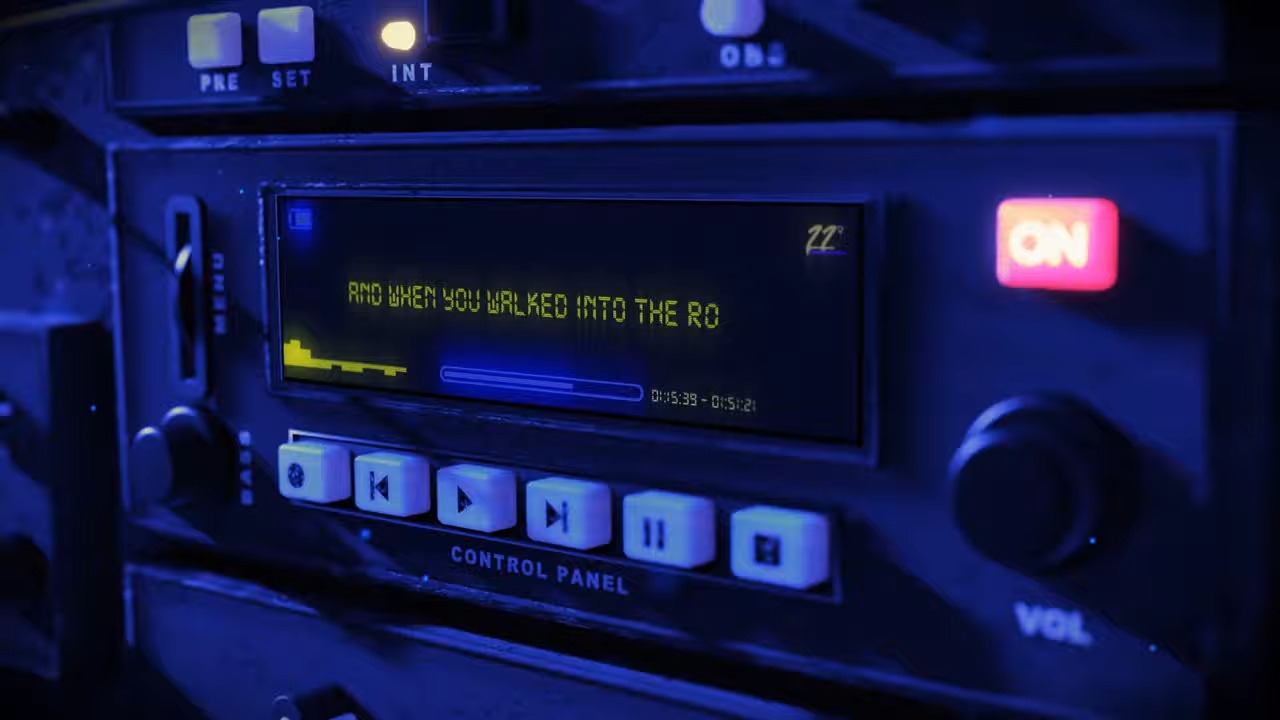 PRE SET INT
22°
ON
MENU
AND WHEN YOU WALKED INTO THE RO
01:15:39 - 01:51:21
BASS
CONTROL PANEL
VOL